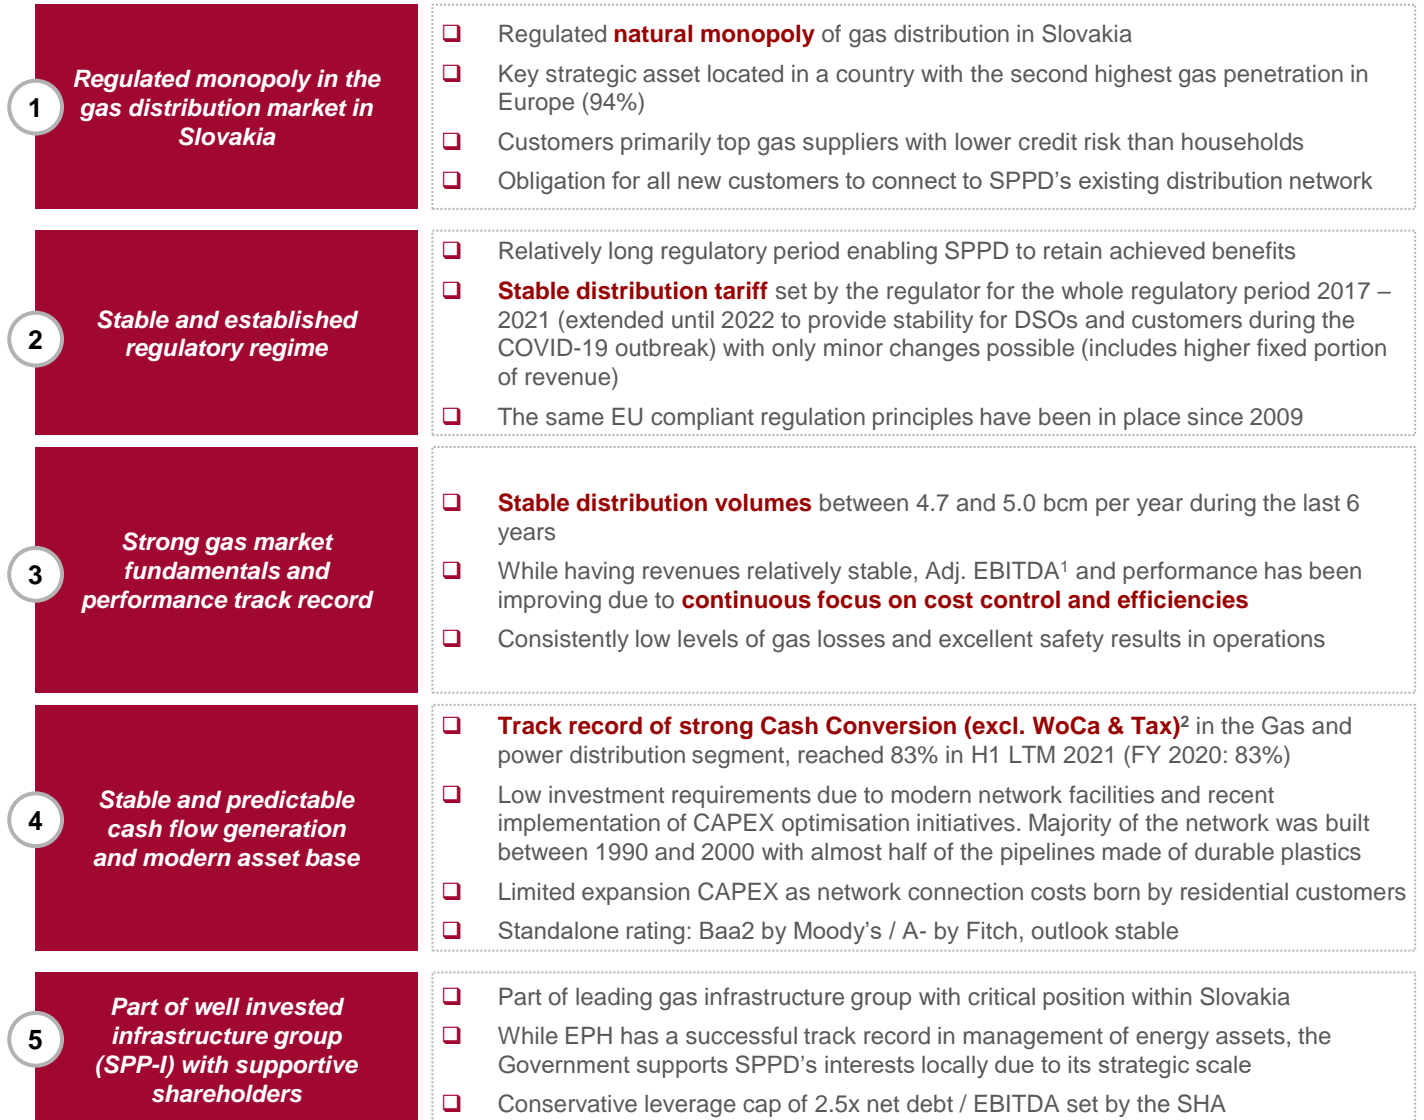 1
Regulated monopoly in the
gas distribution market in
Slovakia
❑ Regulated natural monopoly of gas distribution in Slovakia
❑ Key strategic asset located in a country with the second highest gas penetration in
Europe (94%)
❑ Customers primarily top gas suppliers with lower credit risk than households
❑ Obligation for all new customers to connect to SPPD’s existing distribution network
2
Stable and established
regulatory regime
❑ Relatively long regulatory period enabling SPPD to retain achieved benefits
❑ Stable distribution tariff set by the regulator for the whole regulatory period 2017 –
2021 (extended until 2022 to provide stability for DSOs and customers during the
COVID-19 outbreak) with only minor changes possible (includes higher fixed portion
of revenue)
❑ The same EU compliant regulation principles have been in place since 2009
3
Strong gas market
fundamentals and
performance track record
❑ Stable distribution volumes between 4.7 and 5.0 bcm per year during the last 6
years
❑ While having revenues relatively stable, Adj. EBITDA¹ and performance has been
improving due to continuous focus on cost control and efficiencies
❑ Consistently low levels of gas losses and excellent safety results in operations
4
Stable and predictable
cash flow generation
and modern asset base
❑ Track record of strong Cash Conversion (excl. WoCa & Tax)² in the Gas and
power distribution segment, reached 83% in H1 LTM 2021 (FY 2020: 83%)
❑ Low investment requirements due to modern network facilities and recent
implementation of CAPEX optimisation initiatives. Majority of the network was built
between 1990 and 2000 with almost half of the pipelines made of durable plastics
❑ Limited expansion CAPEX as network connection costs born by residential customers
❑ Standalone rating: Baa2 by Moody’s / A- by Fitch, outlook stable
5
Part of well invested
infrastructure group
(SPP-I) with supportive
shareholders
❑ Part of leading gas infrastructure group with critical position within Slovakia
❑ While EPH has a successful track record in management of energy assets, the
Government supports SPPD’s interests locally due to its strategic scale
❑ Conservative leverage cap of 2.5x net debt / EBITDA set by the SHA